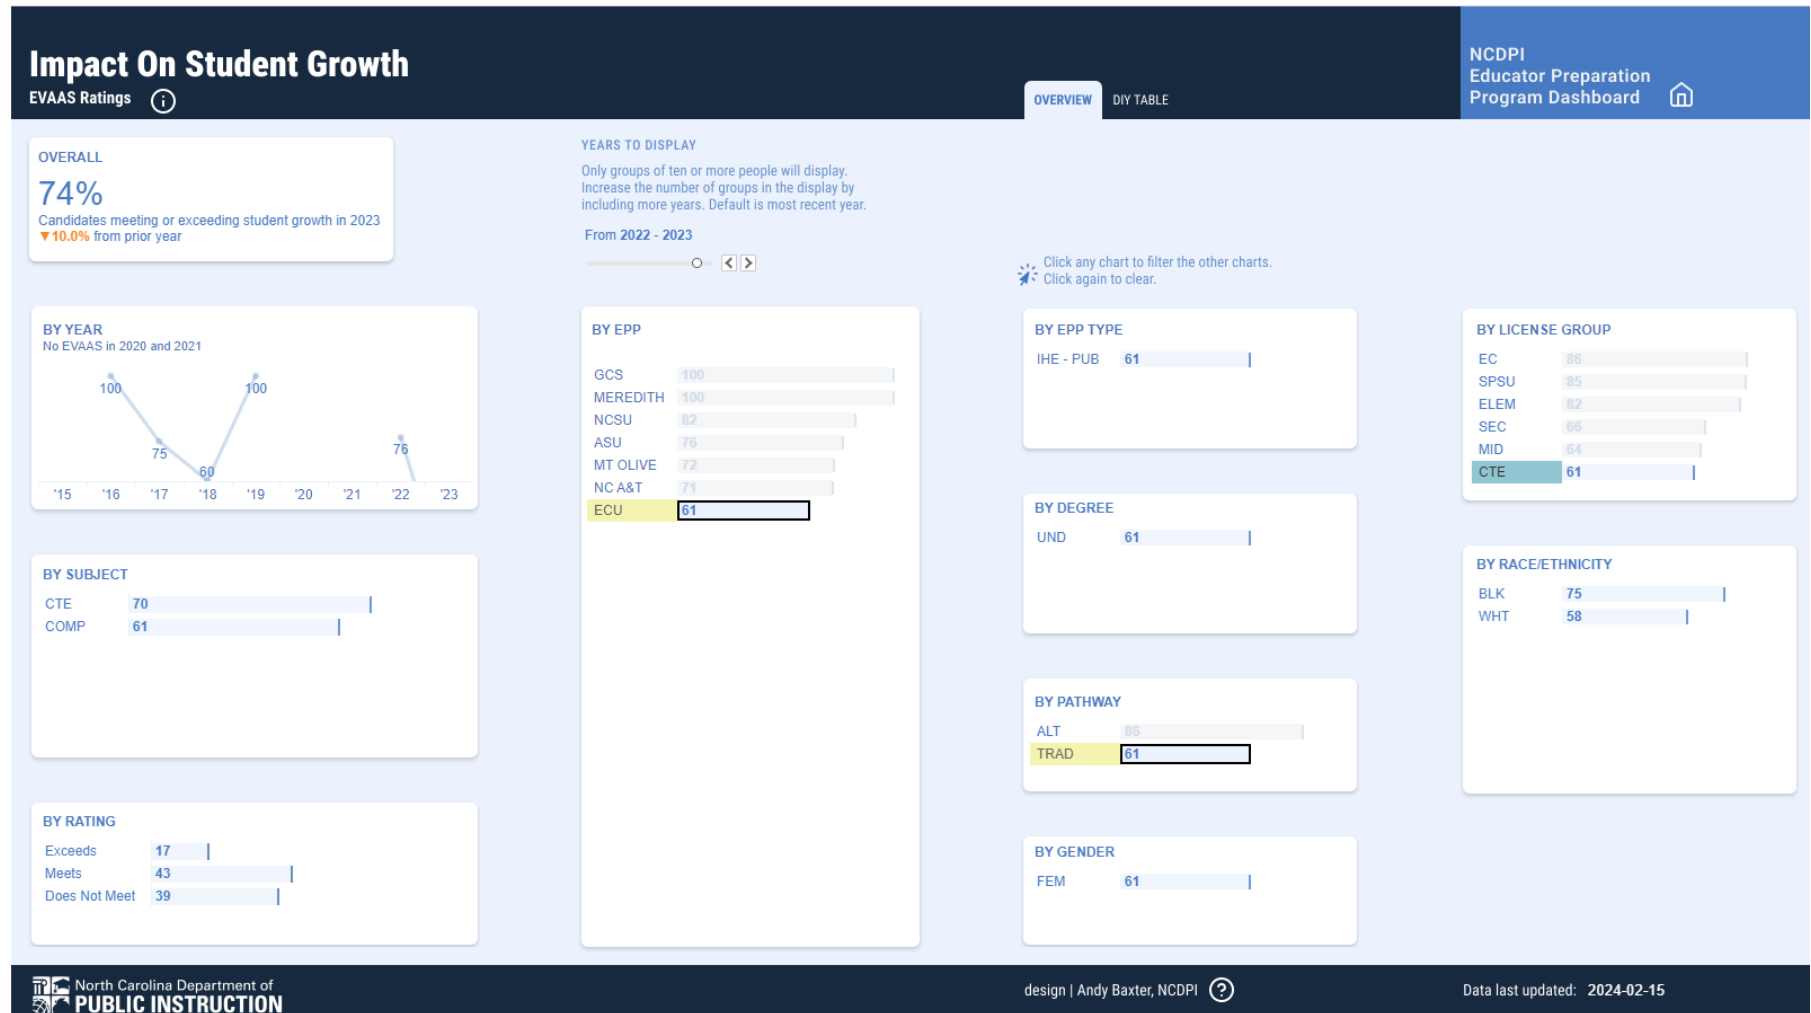 Impact On Student Growth
EVAAS Ratings
OVERVIEW
DIY TABLE
NCDPI
Educator Preparation
Program Dashboard
OVERALL
74%
Candidates meeting or exceeding student growth in 2023
▼10.0% from prior year
YEARS TO DISPLAY
Only groups of ten or more people will display.
Increase the number of groups in the display by
including more years. Default is most recent year.
From 2022 - 2023
Click any chart to filter the other charts.
Click again to clear.
BY YEAR
No EVAAS in 2020 and 2021
100
75
60
100
76
'15 '16 '17 '18 '19 '20 '21 '22 '23
BY SUBJECT
CTE 70
COMP 61
BY RATING
Exceeds 17
Meets 43
Does Not Meet 39
BY EPP
GCS 100
MEREDITH 100
NCSU 82
ASU 76
MT OLIVE 72
NC A&T 71
ECU 61
BY EPP TYPE
IHE - PUB 61
BY DEGREE
UND 61
BY PATHWAY
ALT 86
TRAD 61
BY GENDER
FEM 61
BY LICENSE GROUP
EC 86
SPSU 85
ELEM 82
SEC 66
MID 64
CTE 61
BY RACE/ETHNICITY
BLK 75
WHT 58
North Carolina Department of
PUBLIC INSTRUCTION
design | Andy Baxter, NCDPI
Data last updated: 2024-02-15